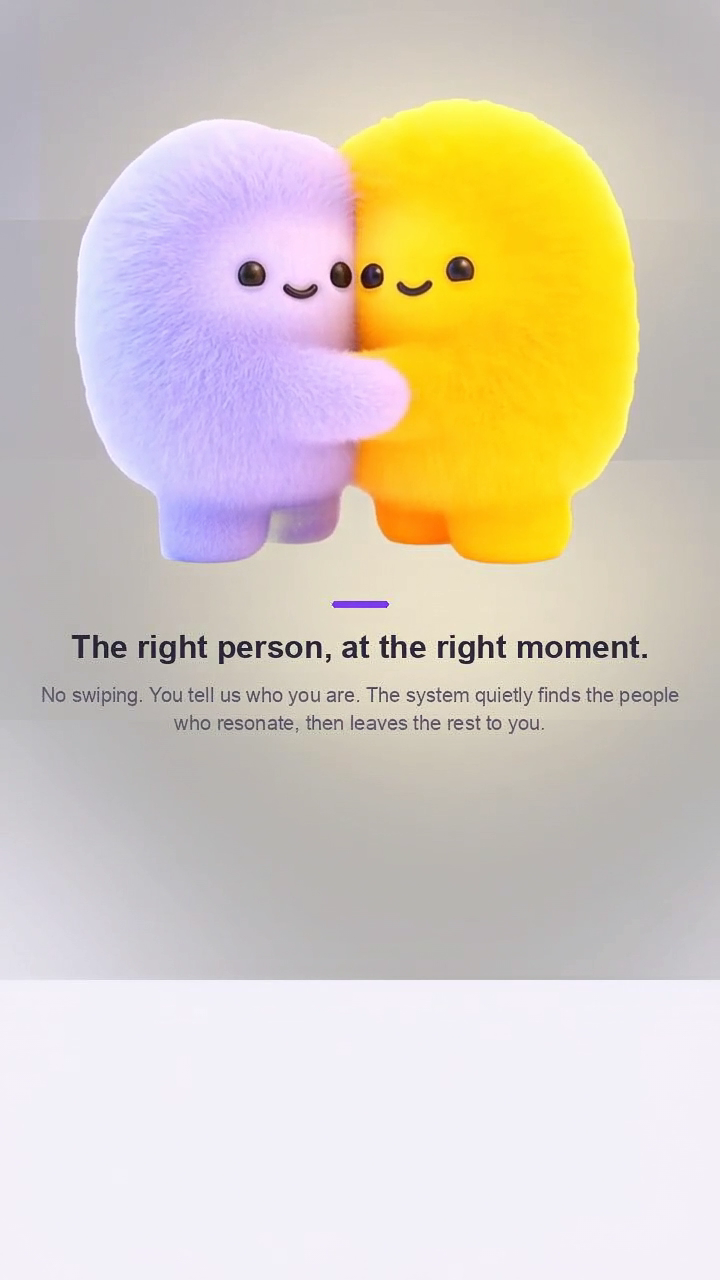 The right person, at the right moment.
No swiping. You tell us who you are. The system quietly finds the people
who resonate, then leaves the rest to you.